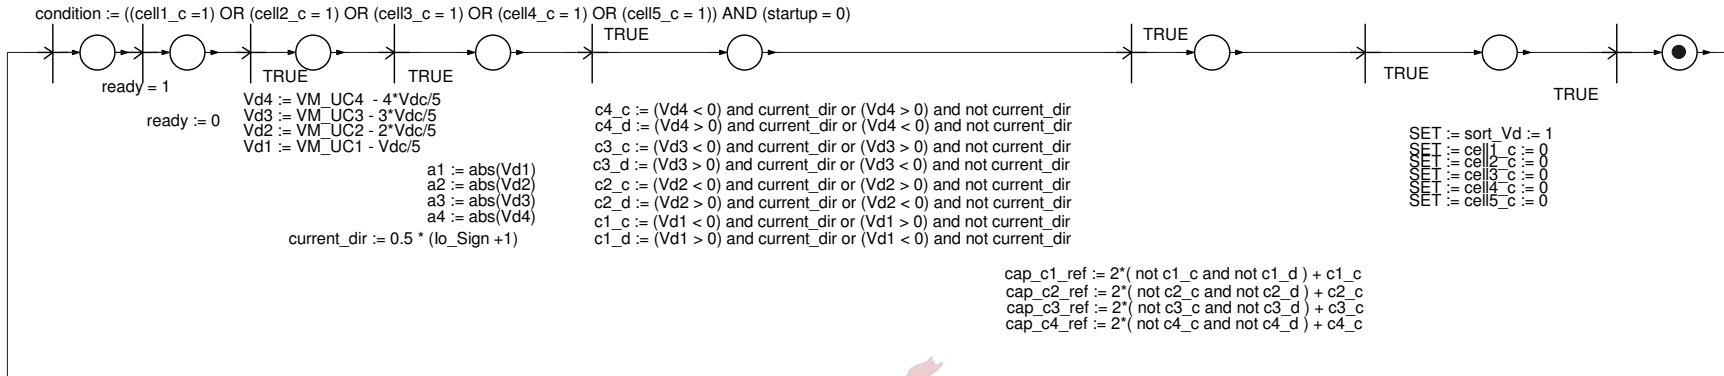 condition := ((cell1_c =1) OR (cell2_c = 1) OR (cell3_c = 1) OR (cell4_c = 1) OR (cell5_c = 1)) AND (startup = 0)
TRUE
TRUE
TRUE
TRUE
TRUE
ready = 1
TRUE
ready := 0
Vd4 := VM_UC4 - 4*Vdc/5
Vd3 := VM_UC3 - 3*Vdc/5
Vd2 := VM_UC2 - 2*Vdc/5
Vd1 := VM_UC1 - Vdc/5
a1 := abs(Vd1)
a2 := abs(Vd2)
a3 := abs(Vd3)
a4 := abs(Vd4)
current_dir := 0.5 * (Io_Sign +1)
c4_c := (Vd4 < 0) and current_dir or (Vd4 > 0) and not current_dir
c4_d := (Vd4 > 0) and current_dir or (Vd4 < 0) and not current_dir
c3_c := (Vd3 < 0) and current_dir or (Vd3 > 0) and not current_dir
c3_d := (Vd3 > 0) and current_dir or (Vd3 < 0) and not current_dir
c2_c := (Vd2 < 0) and current_dir or (Vd2 > 0) and not current_dir
c2_d := (Vd2 > 0) and current_dir or (Vd2 < 0) and not current_dir
c1_c := (Vd1 < 0) and current_dir or (Vd1 > 0) and not current_dir
c1_d := (Vd1 > 0) and current_dir or (Vd1 < 0) and not current_dir
cap_c1_ref := 2*( not c1_c and not c1_d ) + c1_c
cap_c2_ref := 2*( not c2_c and not c2_d ) + c2_c
cap_c3_ref := 2*( not c3_c and not c3_d ) + c3_c
cap_c4_ref := 2*( not c4_c and not c4_d ) + c4_c
SET := sort_Vd := 1
SET := cell1_c := 0
SET := cell2_c := 0
SET := cell3_c := 0
SET := cell4_c := 0
SET := cell5_c := 0